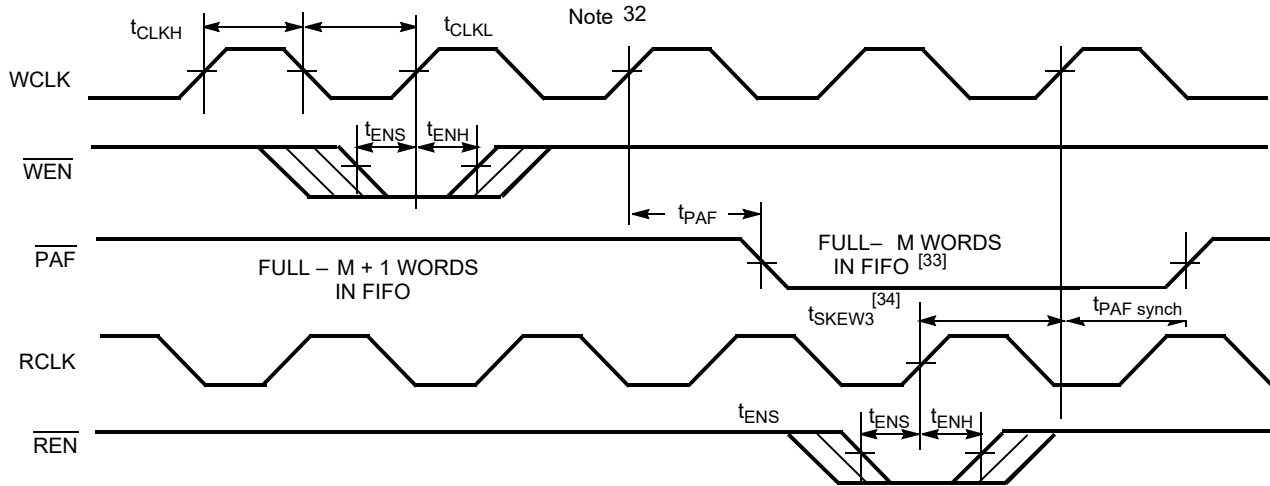 Note 32
tCLKH
tCLKL
WCLK
tENS
tENH
WEN
tPAF
PAF
FULL – M + 1 WORDS
IN FIFO
FULL– M WORDS
IN FIFO [33]
tSKEW3 [34]
tPAF synch
RCLK
tENS
tENS
tENH
REN